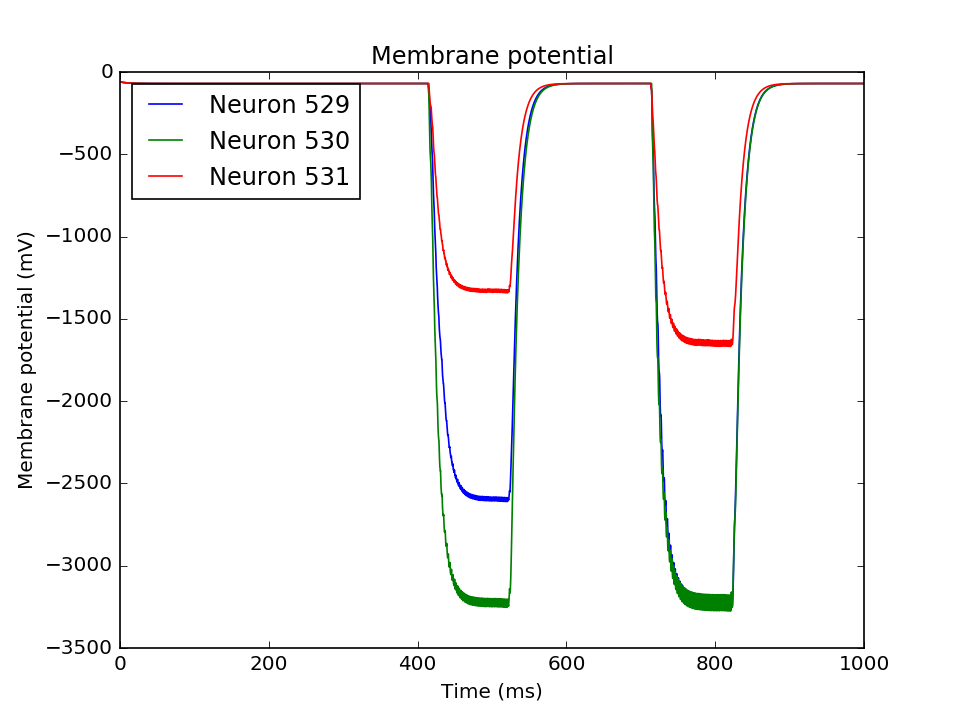 Membrane potential
Neuron 529
Neuron 530
Neuron 531
0
−500
−1000
−1500
−2000
−2500
−3000
−3500
Membrane potential (mV)
0 200 400 600 800 1000
Time (ms)